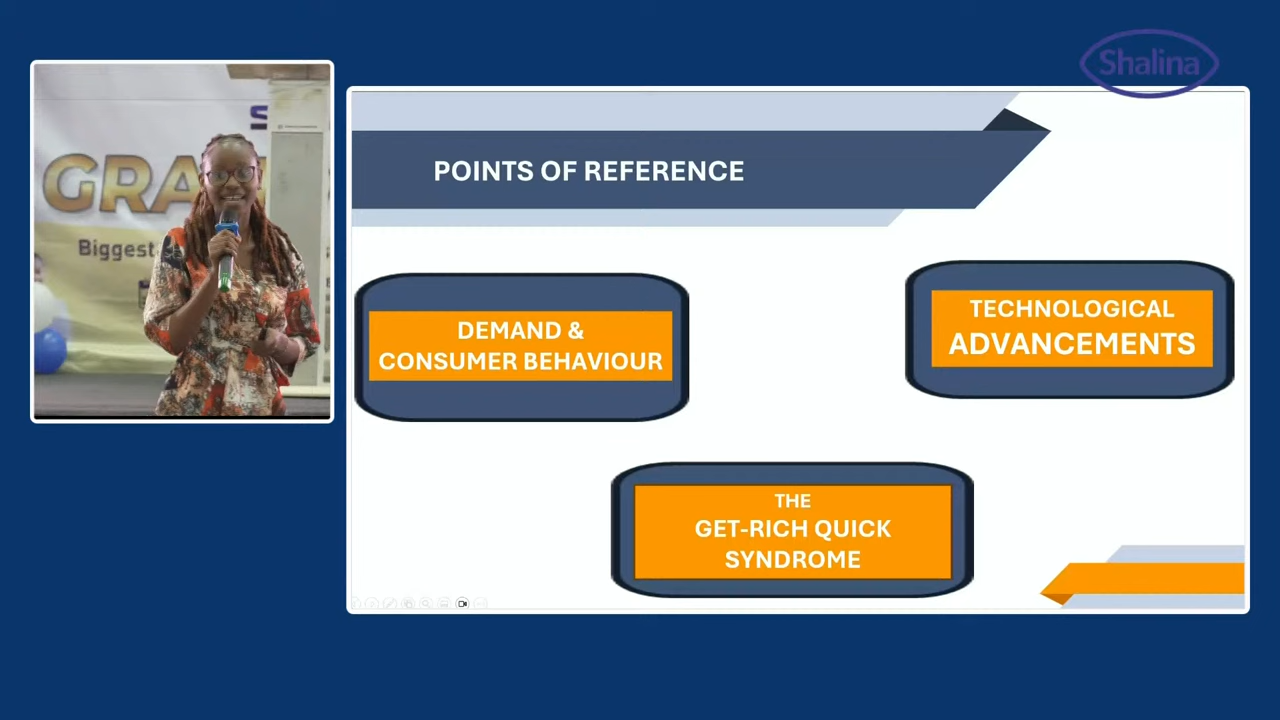 Shalina
GRA
Biggest
POINTS OF REFERENCE
DEMAND &
CONSUMER BEHAVIOUR
TECHNOLOGICAL
ADVANCEMENTS
THE
GET-RICH QUICK
SYNDROME